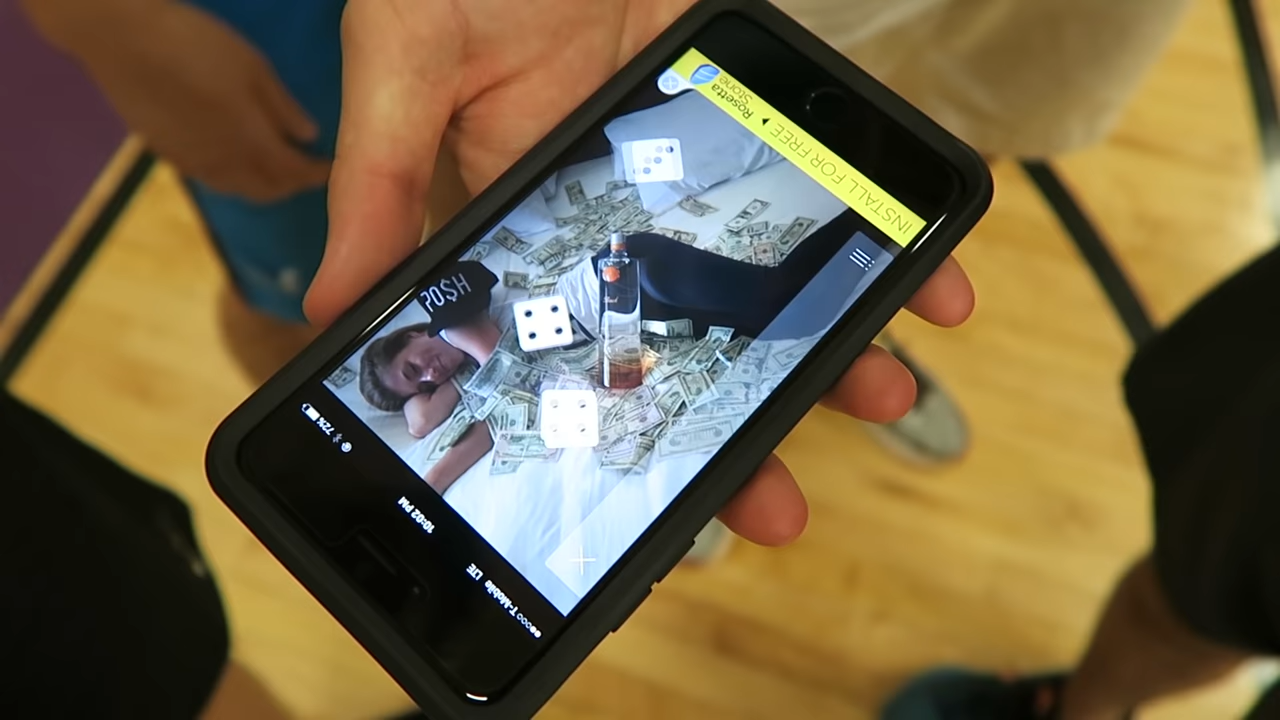 ●●○○○ T-Mobile LTE
10:02 PM
72%
PO$H
Rosetta
Stone
INSTALL FOR FREE